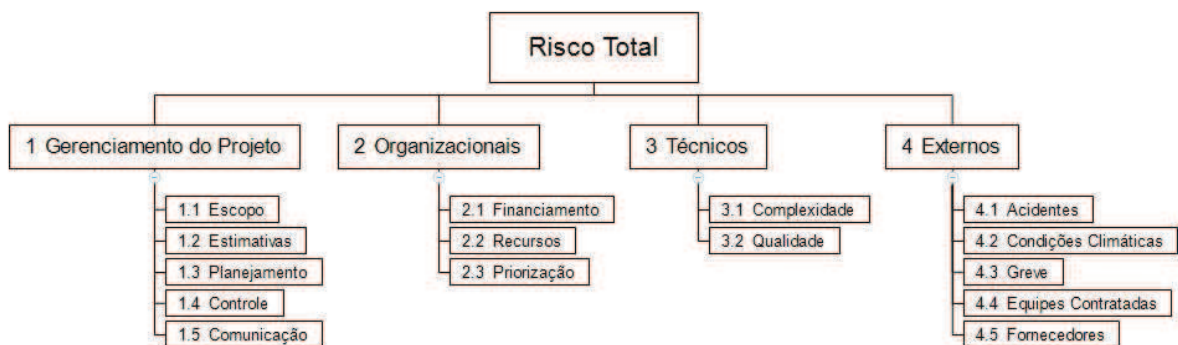 Risco Total
1 Gerenciamento do Projeto
1.1 Escopo
1.2 Estimativas
1.3 Planejamento
1.4 Controle
1.5 Comunicação
2 Organizacionais
2.1 Financiamento
2.2 Recursos
2.3 Priorização
3 Técnicos
3.1 Complexidade
3.2 Qualidade
4 Externos
4.1 Acidentes
4.2 Condições Climáticas
4.3 Greve
4.4 Equipes Contratadas
4.5 Fornecedores